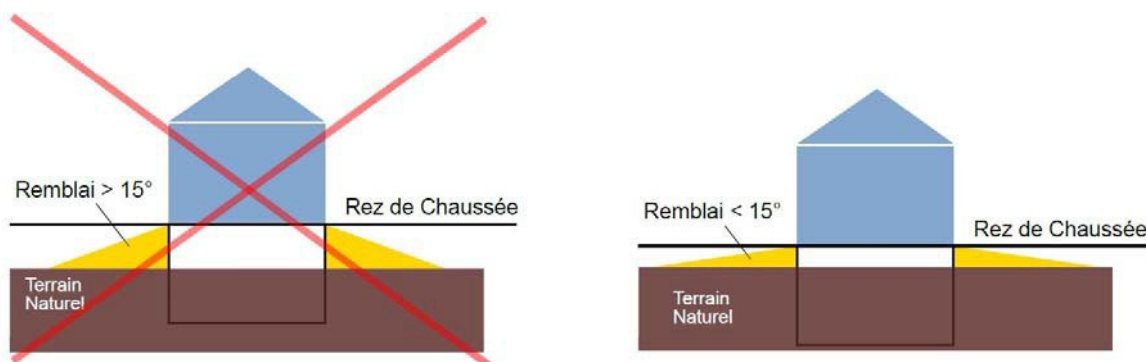 Remblai > 15°
Rez de Chaussée
Terrain
Naturel
Remblai < 15°
Rez de Chaussée
Terrain
Naturel